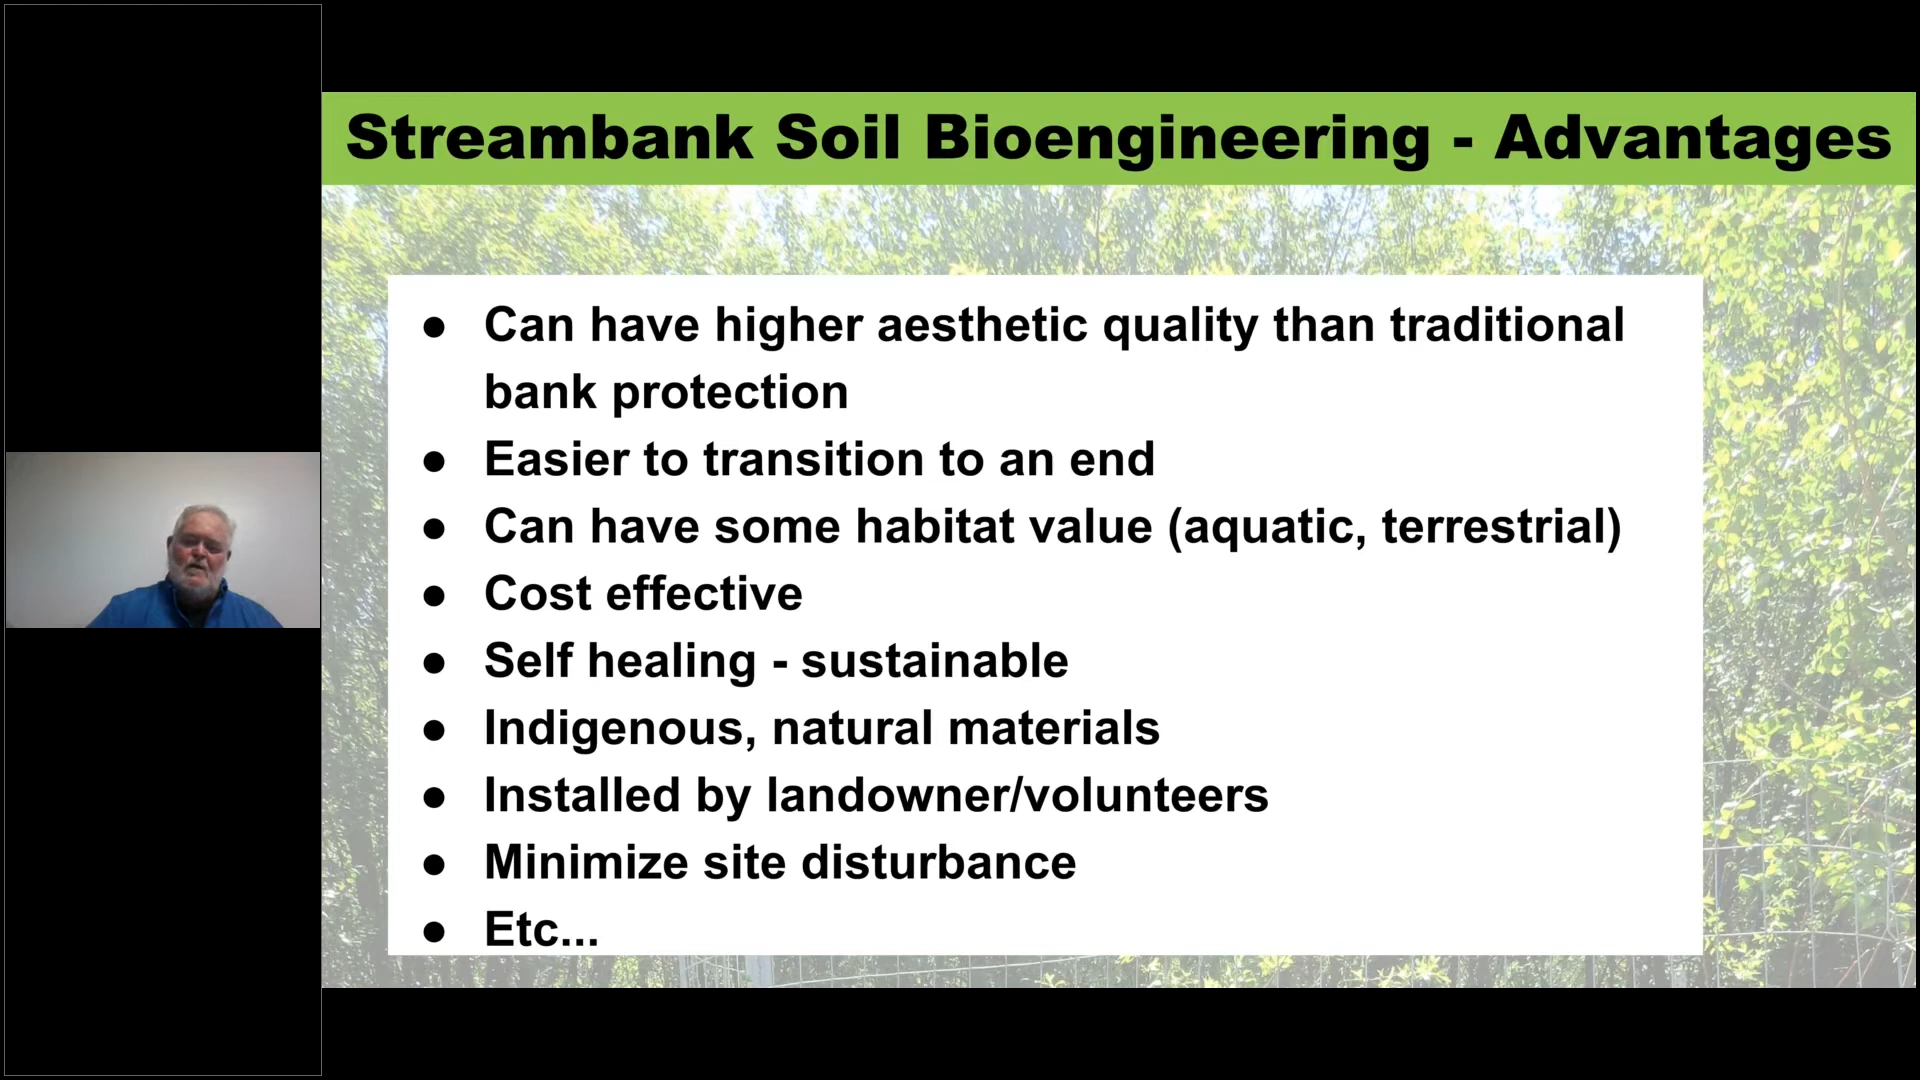 Streambank Soil Bioengineering - Advantages
● Can have higher aesthetic quality than traditional
bank protection
● Easier to transition to an end
● Can have some habitat value (aquatic, terrestrial)
● Cost effective
● Self healing - sustainable
● Indigenous, natural materials
● Installed by landowner/volunteers
● Minimize site disturbance
● Etc...